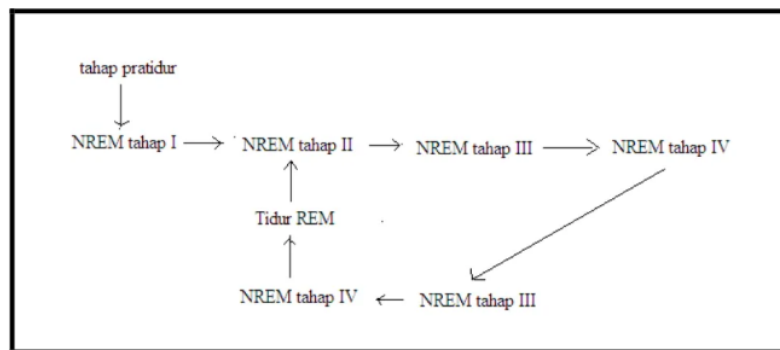 tahap pratidur
NREM tahap I
NREM tahap II
NREM tahap III
NREM tahap IV
Tidur REM
NREM tahap IV
NREM tahap III